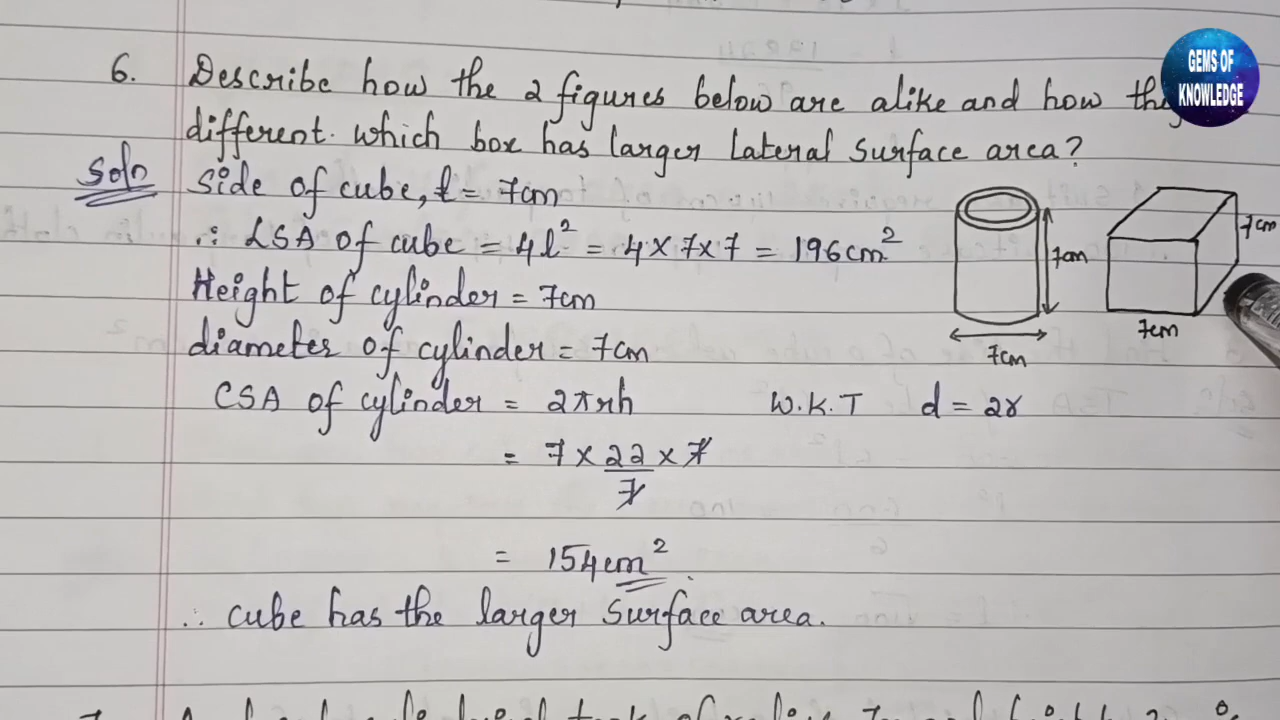 GEMS OF
KNOWLEDGE
6. Describe how the 2 figures below are alike and how
different. which box has larger Lateral surface area?
Soln Side of cube, l = 7cm
∴ LSA of cube = 4l² = 4 × 7 × 7 = 196cm²
Height of cylinder = 7cm
diameter of cylinder = 7cm
CSA of cylinder = 2πrh W.K.T d = 2r
= 7 × 22/7 × 7
= 154cm²
∴ cube has the larger surface area.
7cm
7cm
7cm
7cm